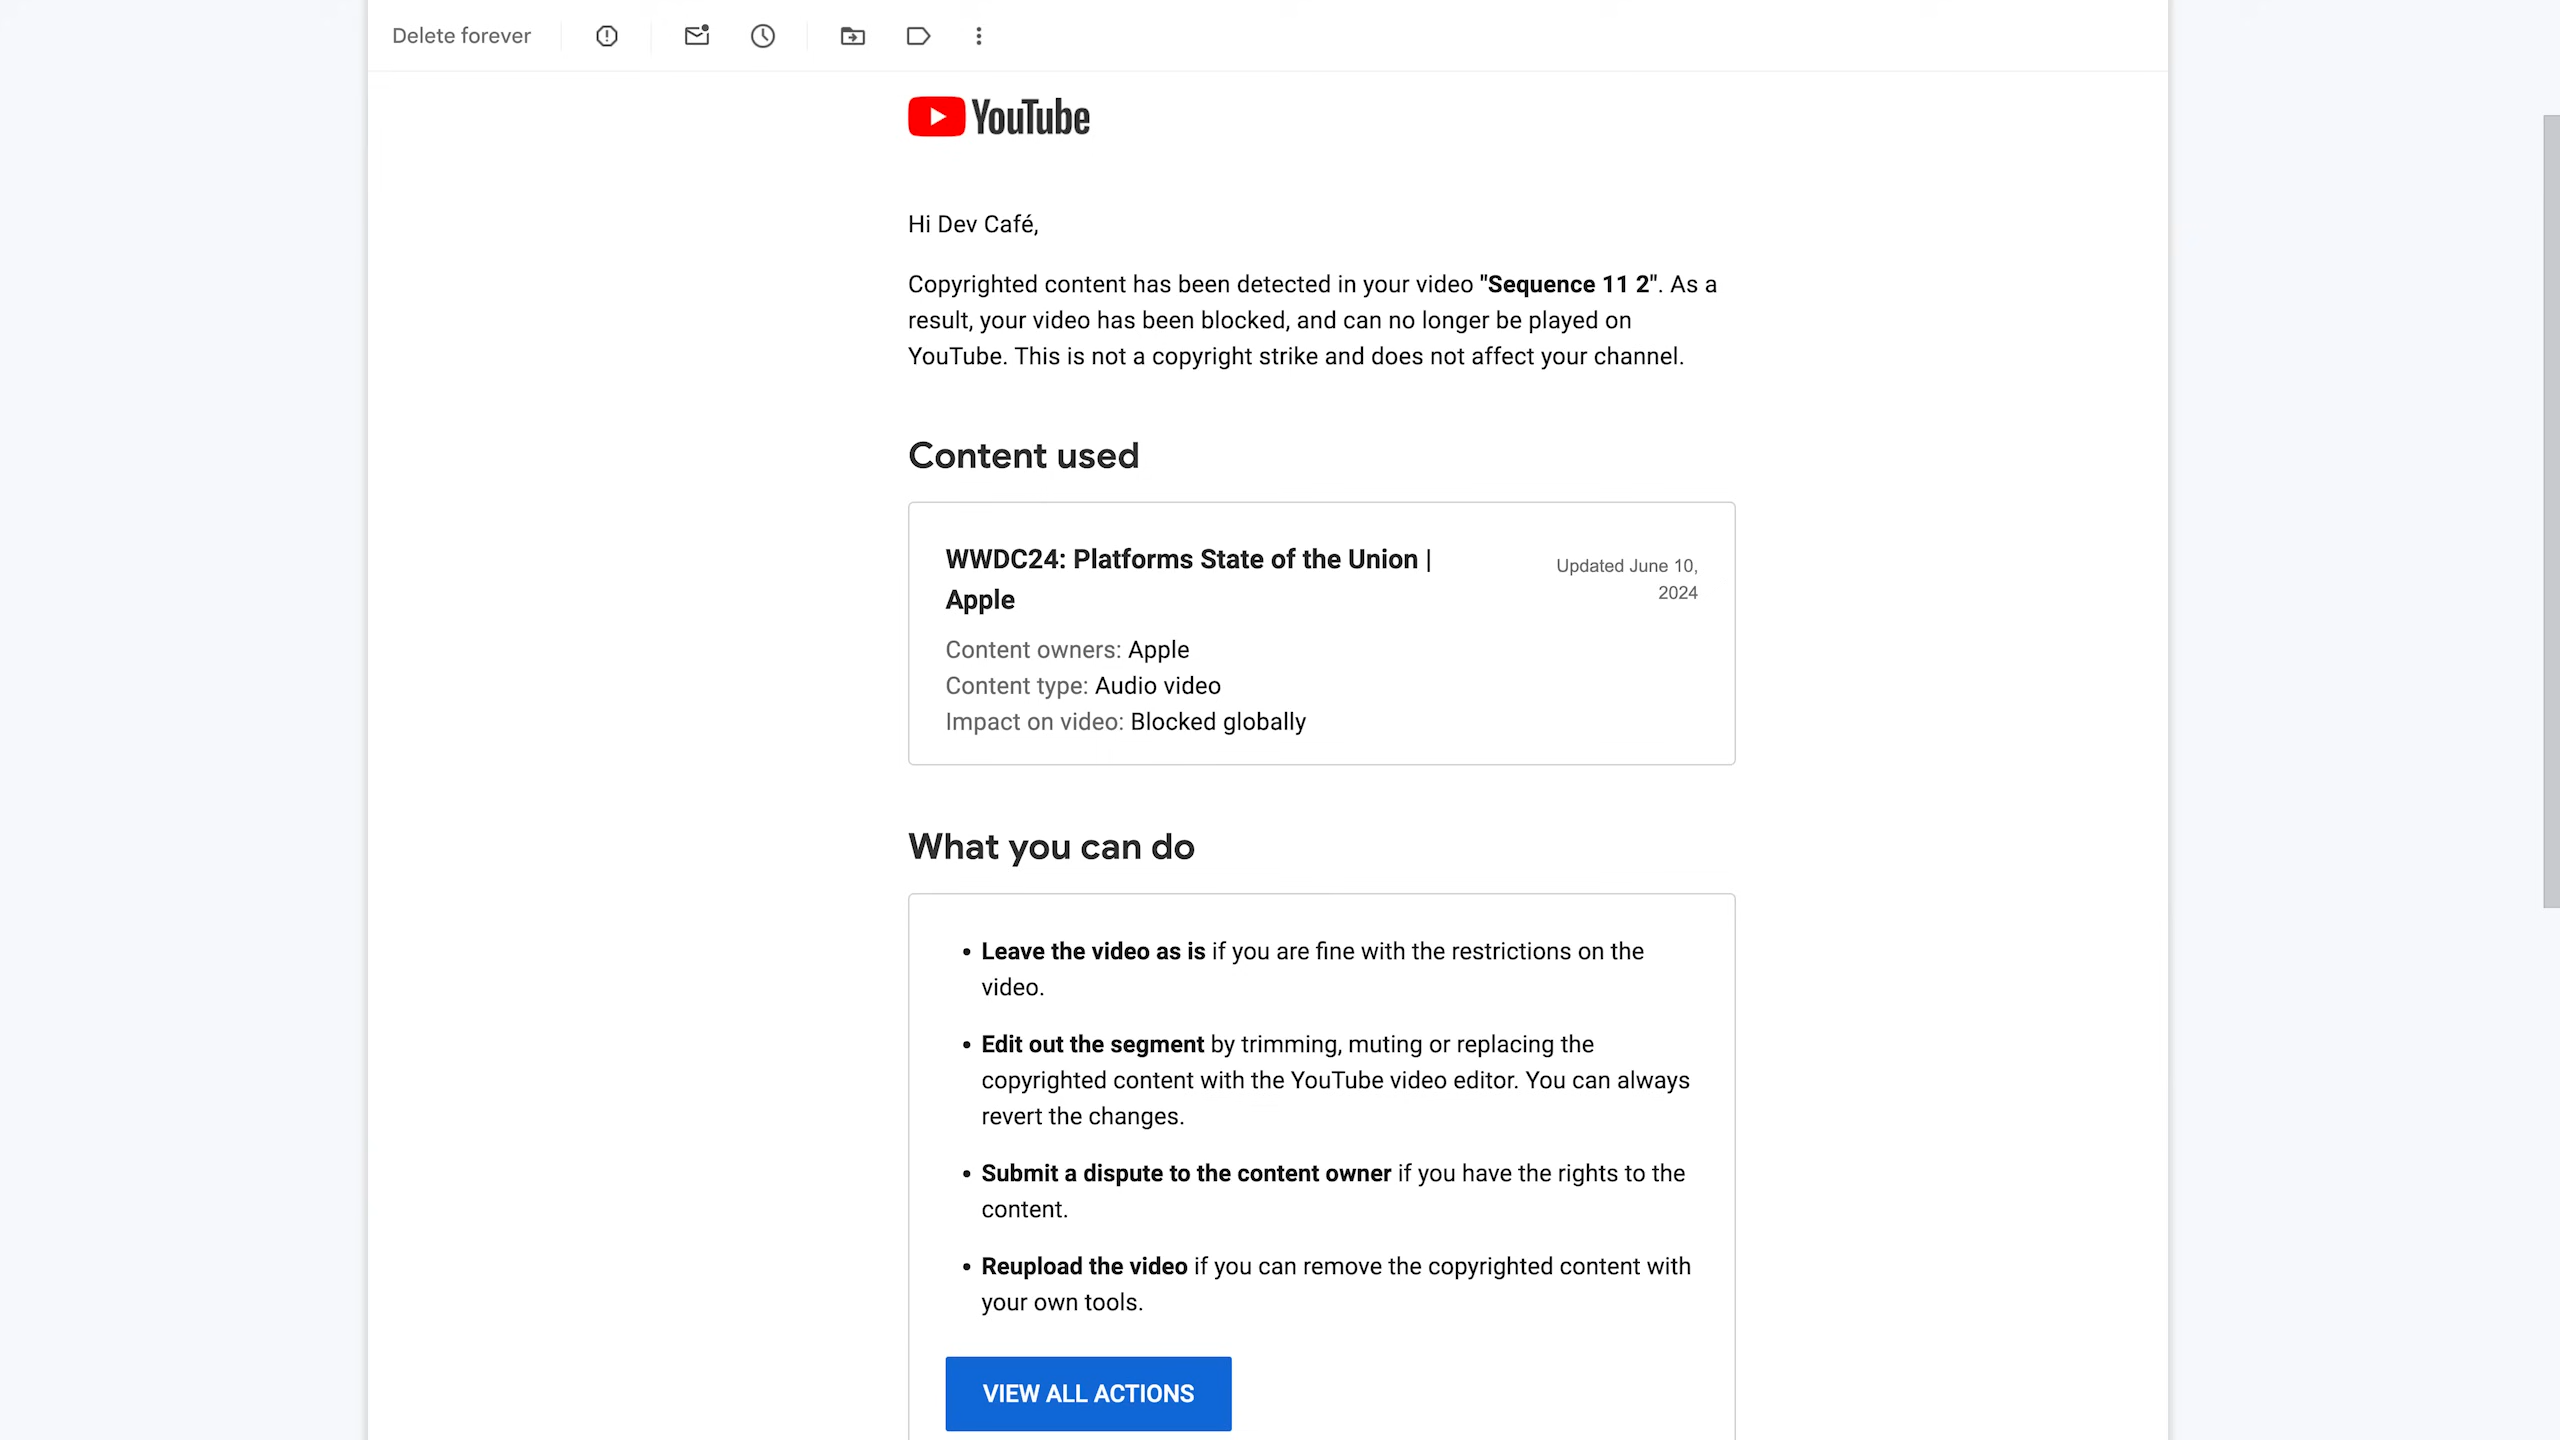 Delete forever
YouTube
Hi Dev Café,
Copyrighted content has been detected in your video "Sequence 11 2". As a
result, your video has been blocked, and can no longer be played on
YouTube. This is not a copyright strike and does not affect your channel.
Content used
WWDC24: Platforms State of the Union |
Apple
Updated June 10,
2024
Content owners: Apple
Content type: Audio video
Impact on video: Blocked globally
What you can do
• Leave the video as is if you are fine with the restrictions on the
video.
• Edit out the segment by trimming, muting or replacing the
copyrighted content with the YouTube video editor. You can always
revert the changes.
• Submit a dispute to the content owner if you have the rights to the
content.
• Reupload the video if you can remove the copyrighted content with
your own tools.
VIEW ALL ACTIONS